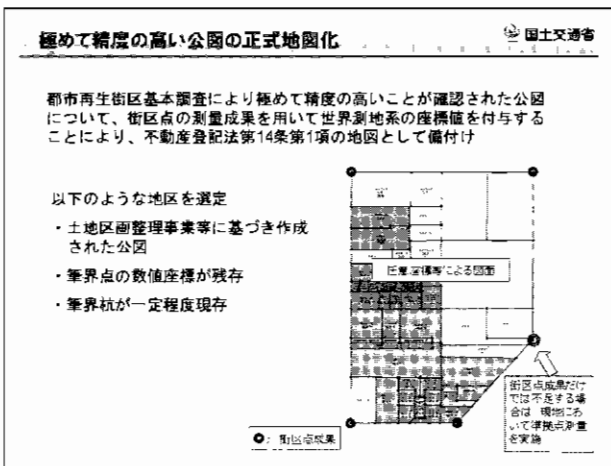 極めて精度の高い公図の正式地図化
国土交通省
都市再生街区基本調査により極めて精度の高いことが確認された公図
について、街区点の測量成果を用いて世界測地系の座標値を付与する
ことにより、不動産登記法第14条第1項の地図として備付け
以下のような地区を選定
・土地区画整理事業等に基づき作成
された公図
・筆界点の数値座標が残存
・筆界杭が一定程度現存
座標等による図面
街区点成果だけ
では不足する場
合は 現地にお
いて準拠点測量
を実施
: 街区点成果